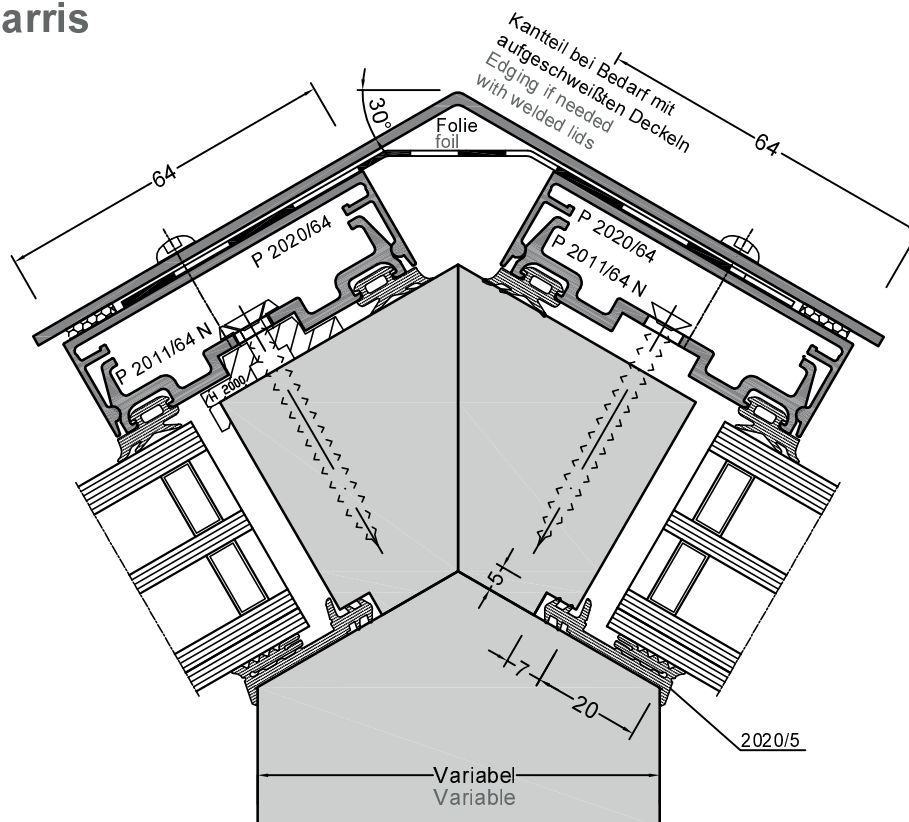 arris
Kantteil bei Bedarf mit
aufgeschweißten Deckeln
Edging if needed
with welded lids
64
30°
Folie
foil
64
P 2020/64
P 2011/64 N
H 2000
P 2020/64
P 2011/64 N
5
7
20
2020/5
Variabel
Variable